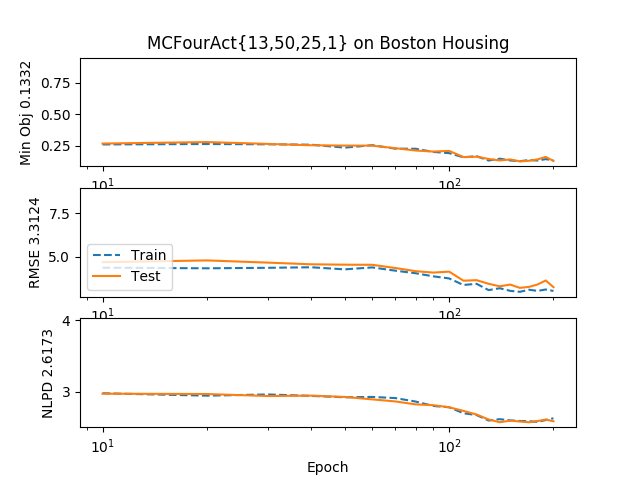 MCFourAct{13,50,25,1} on Boston Housing
Min Obj 0.1332
0.75
0.50
0.25
10¹
10²
RMSE 3.3124
7.5
5.0
Train
Test
10¹
10²
NLPD 2.6173
4
3
10¹
10²
Epoch